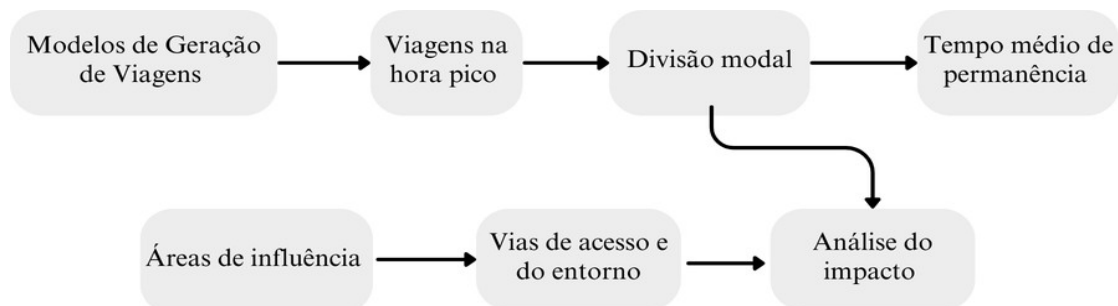 Modelos de Geração
de Viagens
Viagens na
hora pico
Divisão modal
Tempo médio de
permanência
Áreas de influência
Vias de acesso e
do entorno
Análise do
impacto